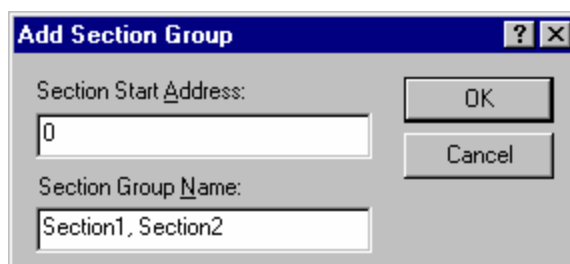 Add Section Group
Section Start Address:
0
OK
Cancel
Section Group Name:
Section1, Section2